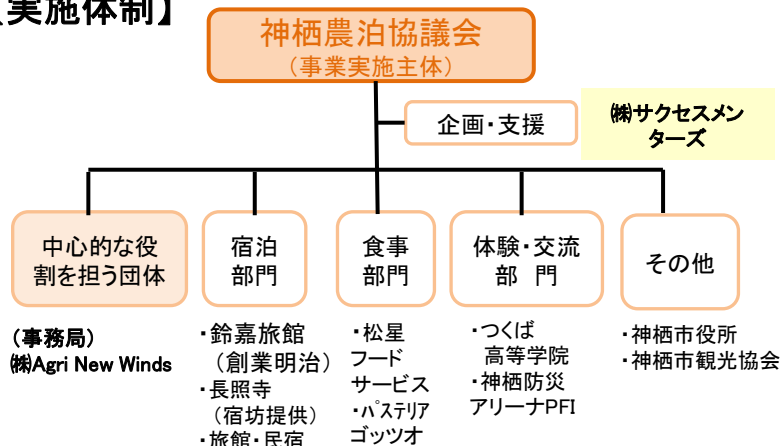 【実施体制】
神栖農泊協議会
（事業実施主体）
企画・支援
㈱サクセスメン
ターズ
中心的な役
割を担う団体
宿泊
部門
食事
部門
体験・交流
部　門
その他
（事務局）
㈱Agri New Winds
・鈴嘉旅館
（創業明治）
・長照寺
（宿坊提供）
・旅館・民宿
・松星
フード
サービス
・パステリア
ゴッツオ
・つくば
高等学院
・神栖防災
アリーナPFI
・神栖市役所
・神栖市観光協会